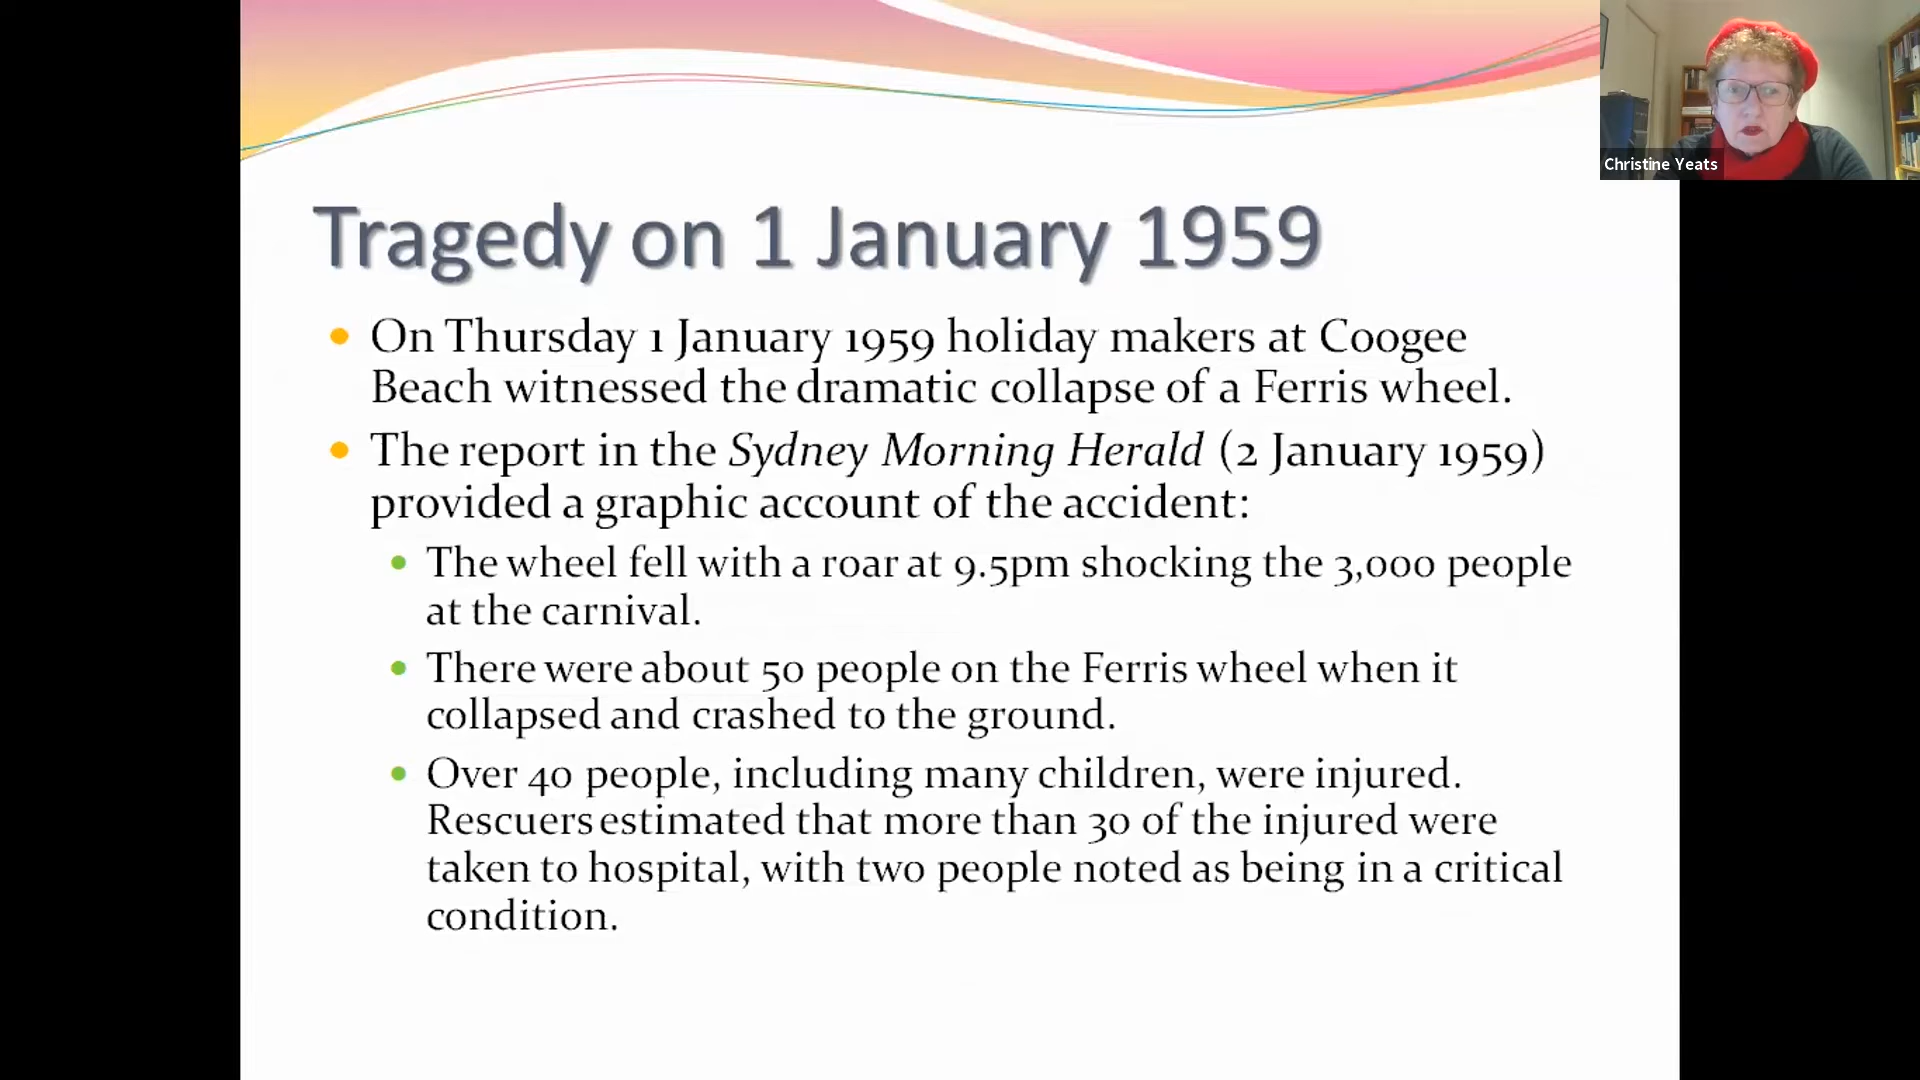 Christine Yeats
Tragedy on 1 January 1959
On Thursday 1 January 1959 holiday makers at Coogee
Beach witnessed the dramatic collapse of a Ferris wheel.
The report in the Sydney Morning Herald (2 January 1959)
provided a graphic account of the accident:
The wheel fell with a roar at 9.5pm shocking the 3,000 people
at the carnival.
There were about 50 people on the Ferris wheel when it
collapsed and crashed to the ground.
Over 40 people, including many children, were injured.
Rescuers estimated that more than 30 of the injured were
taken to hospital, with two people noted as being in a critical
condition.